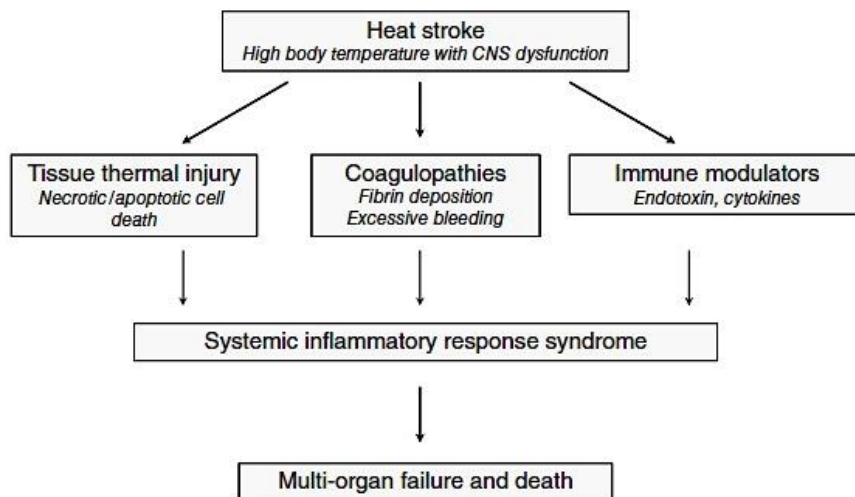 Heat stroke
High body temperature with CNS dysfunction
Tissue thermal injury
Necrotic/apoptotic cell
death
Coagulopathies
Fibrin deposition
Excessive bleeding
Immune modulators
Endotoxin, cytokines
Systemic inflammatory response syndrome
Multi-organ failure and death